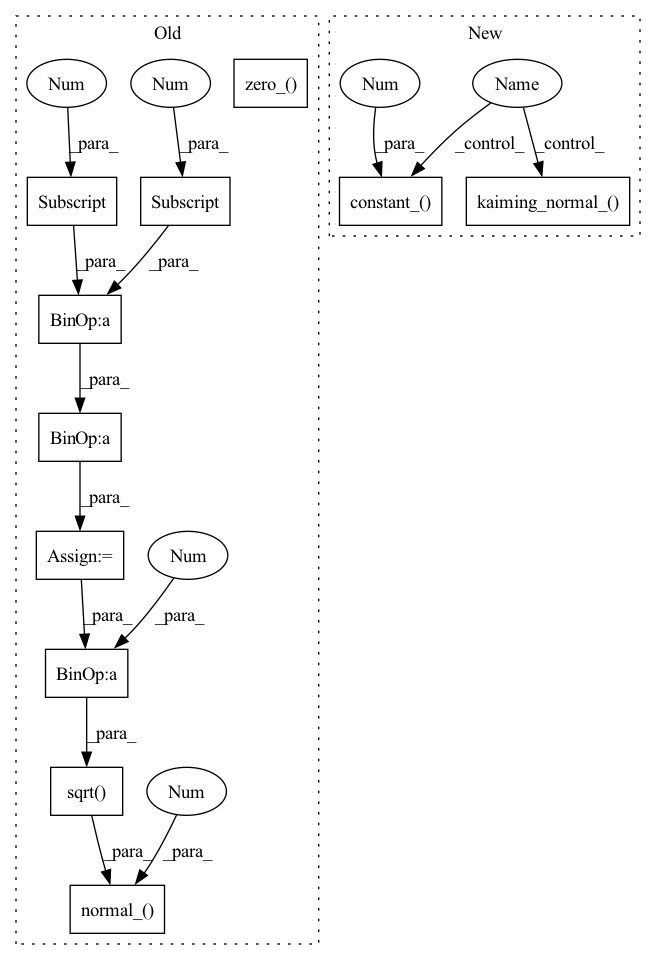 Old
New
Num
Num
zero_()
Num
Name
_para_
_para_
_para_
_control_
_control_
Subscript
Subscript
constant_()
kaiming_normal_()
_para_
_para_
BinOp:a
_para_
BinOp:a
_para_
Assign:=
Num
_para_
_para_
BinOp:a
_para_
sqrt()
Num
_para_
_para_
normal_()